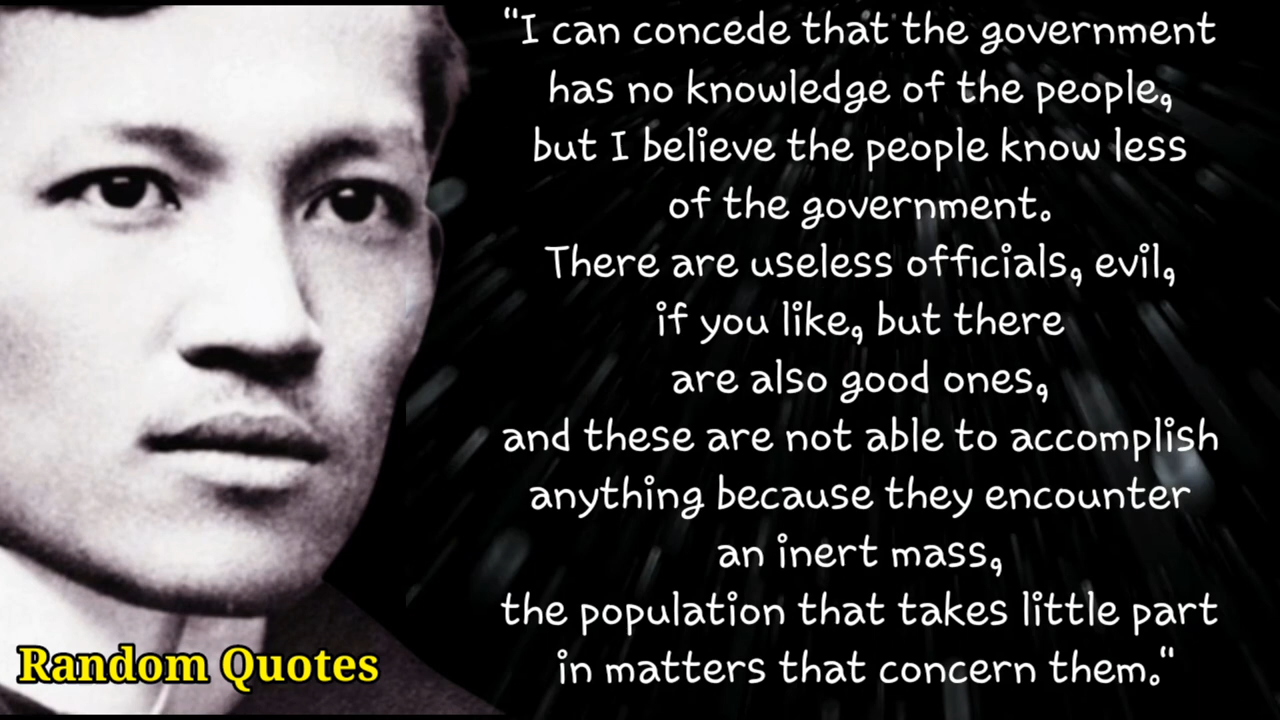 "I can concede that the government
has no knowledge of the people,
but I believe the people know less
of the government.
There are useless officials, evil,
if you like, but there
are also good ones,
and these are not able to accomplish
anything because they encounter
an inert mass,
the population that takes little part
in matters that concern them."
Random Quotes